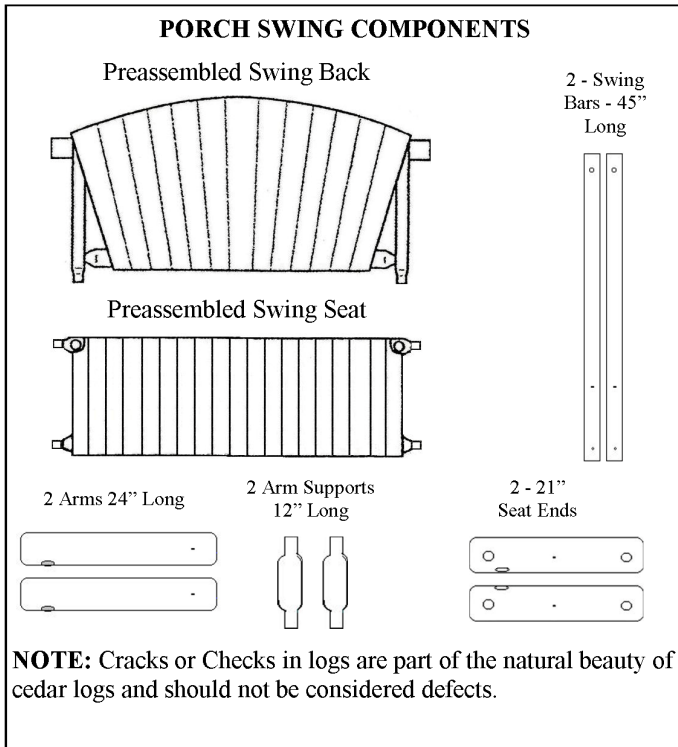 PORCH SWING COMPONENTS
Preassembled Swing Back
2 - Swing
Bars - 45”
Long
Preassembled Swing Seat
2 Arms 24” Long
2 Arm Supports
12” Long
2 - 21”
Seat Ends
NOTE: Cracks or Checks in logs are part of the natural beauty of
cedar logs and should not be considered defects.